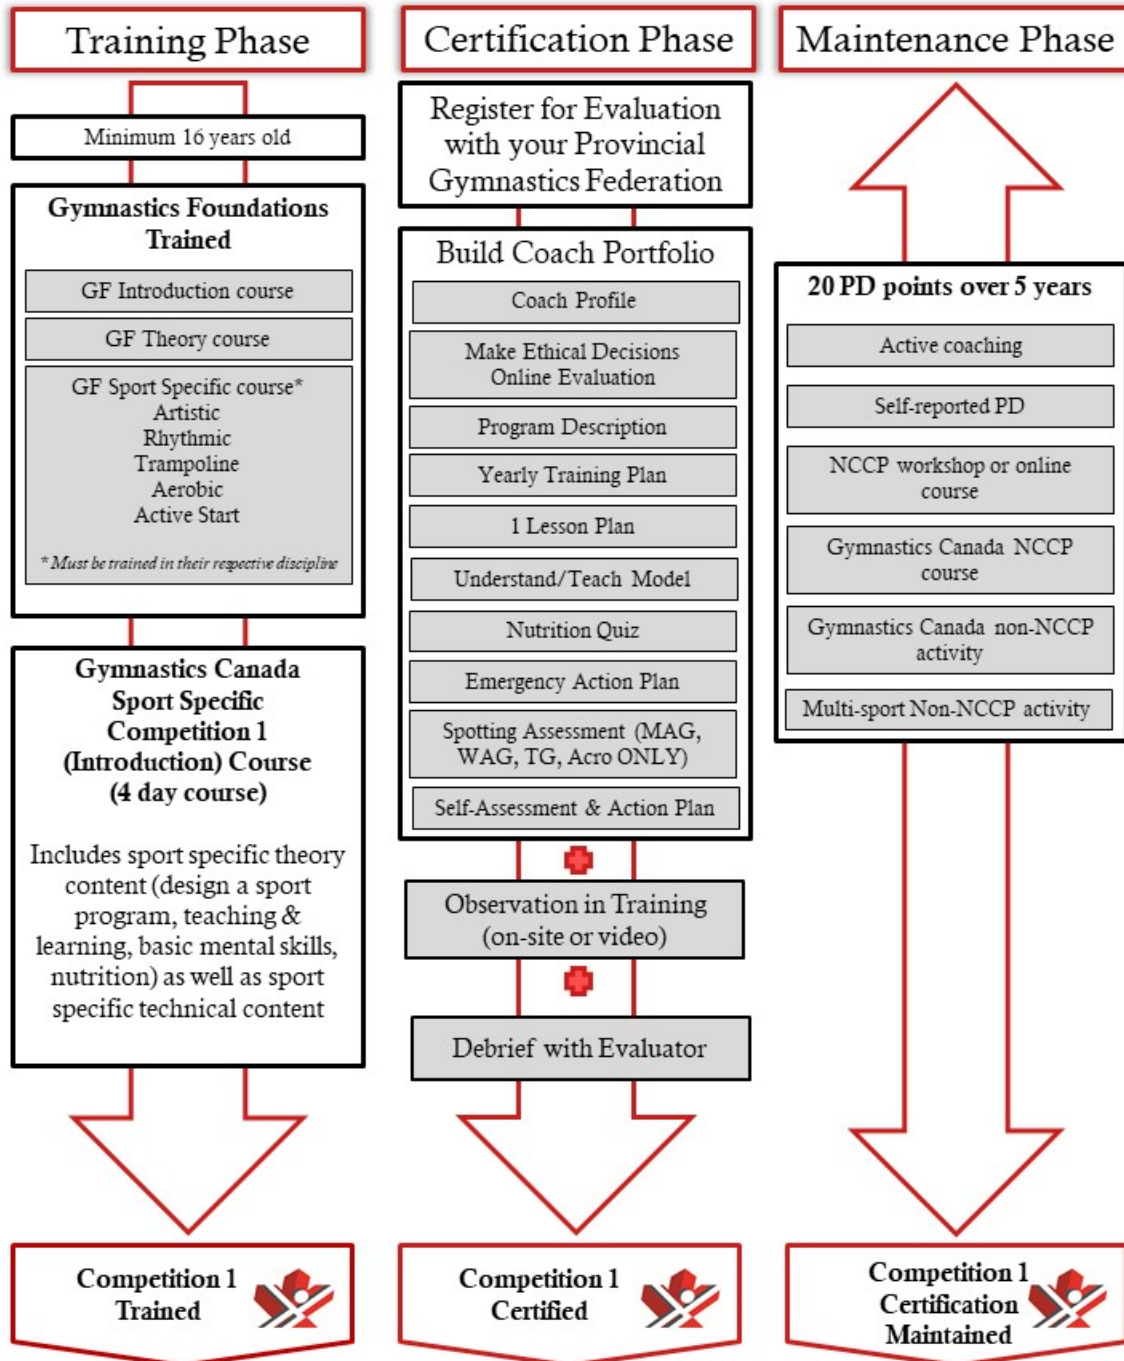 Training Phase
Minimum 16 years old
Gymnastics Foundations
Trained
GF Introduction course
GF Theory course
GF Sport Specific course*
Artistic
Rhythmic
Trampoline
Aerobic
Active Start
* Must be trained in their respective discipline
Gymnastics Canada
Sport Specific
Competition 1
(Introduction) Course
(4 day course)
Includes sport specific theory
content (design a sport
program, teaching &
learning, basic mental skills,
nutrition) as well as sport
specific technical content
Competition 1
Trained
Certification Phase
Register for Evaluation
with your Provincial
Gymnastics Federation
Build Coach Portfolio
Coach Profile
Make Ethical Decisions
Online Evaluation
Program Description
Yearly Training Plan
1 Lesson Plan
Understand/Teach Model
Nutrition Quiz
Emergency Action Plan
Spotting Assessment (MAG,
WAG, TG, Acro ONLY)
Self-Assessment & Action Plan
Observation in Training
(on-site or video)
Debrief with Evaluator
Competition 1
Certified
Maintenance Phase
20 PD points over 5 years
Active coaching
Self-reported PD
NCCP workshop or online
course
Gymnastics Canada NCCP
course
Gymnastics Canada non-NCCP
activity
Multi-sport Non-NCCP activity
Competition 1
Certification
Maintained